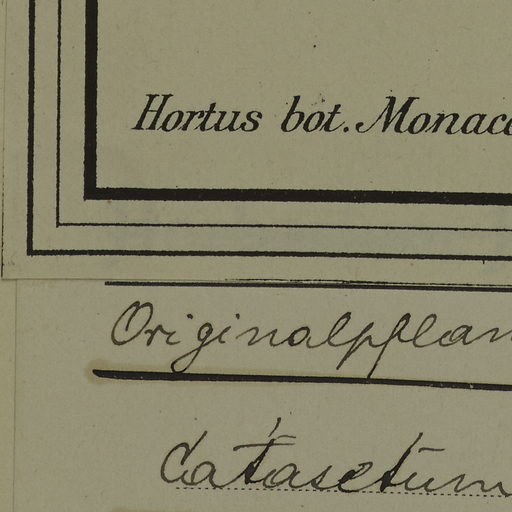 Hortus bot. Monac
Originalpflan
Catasetum